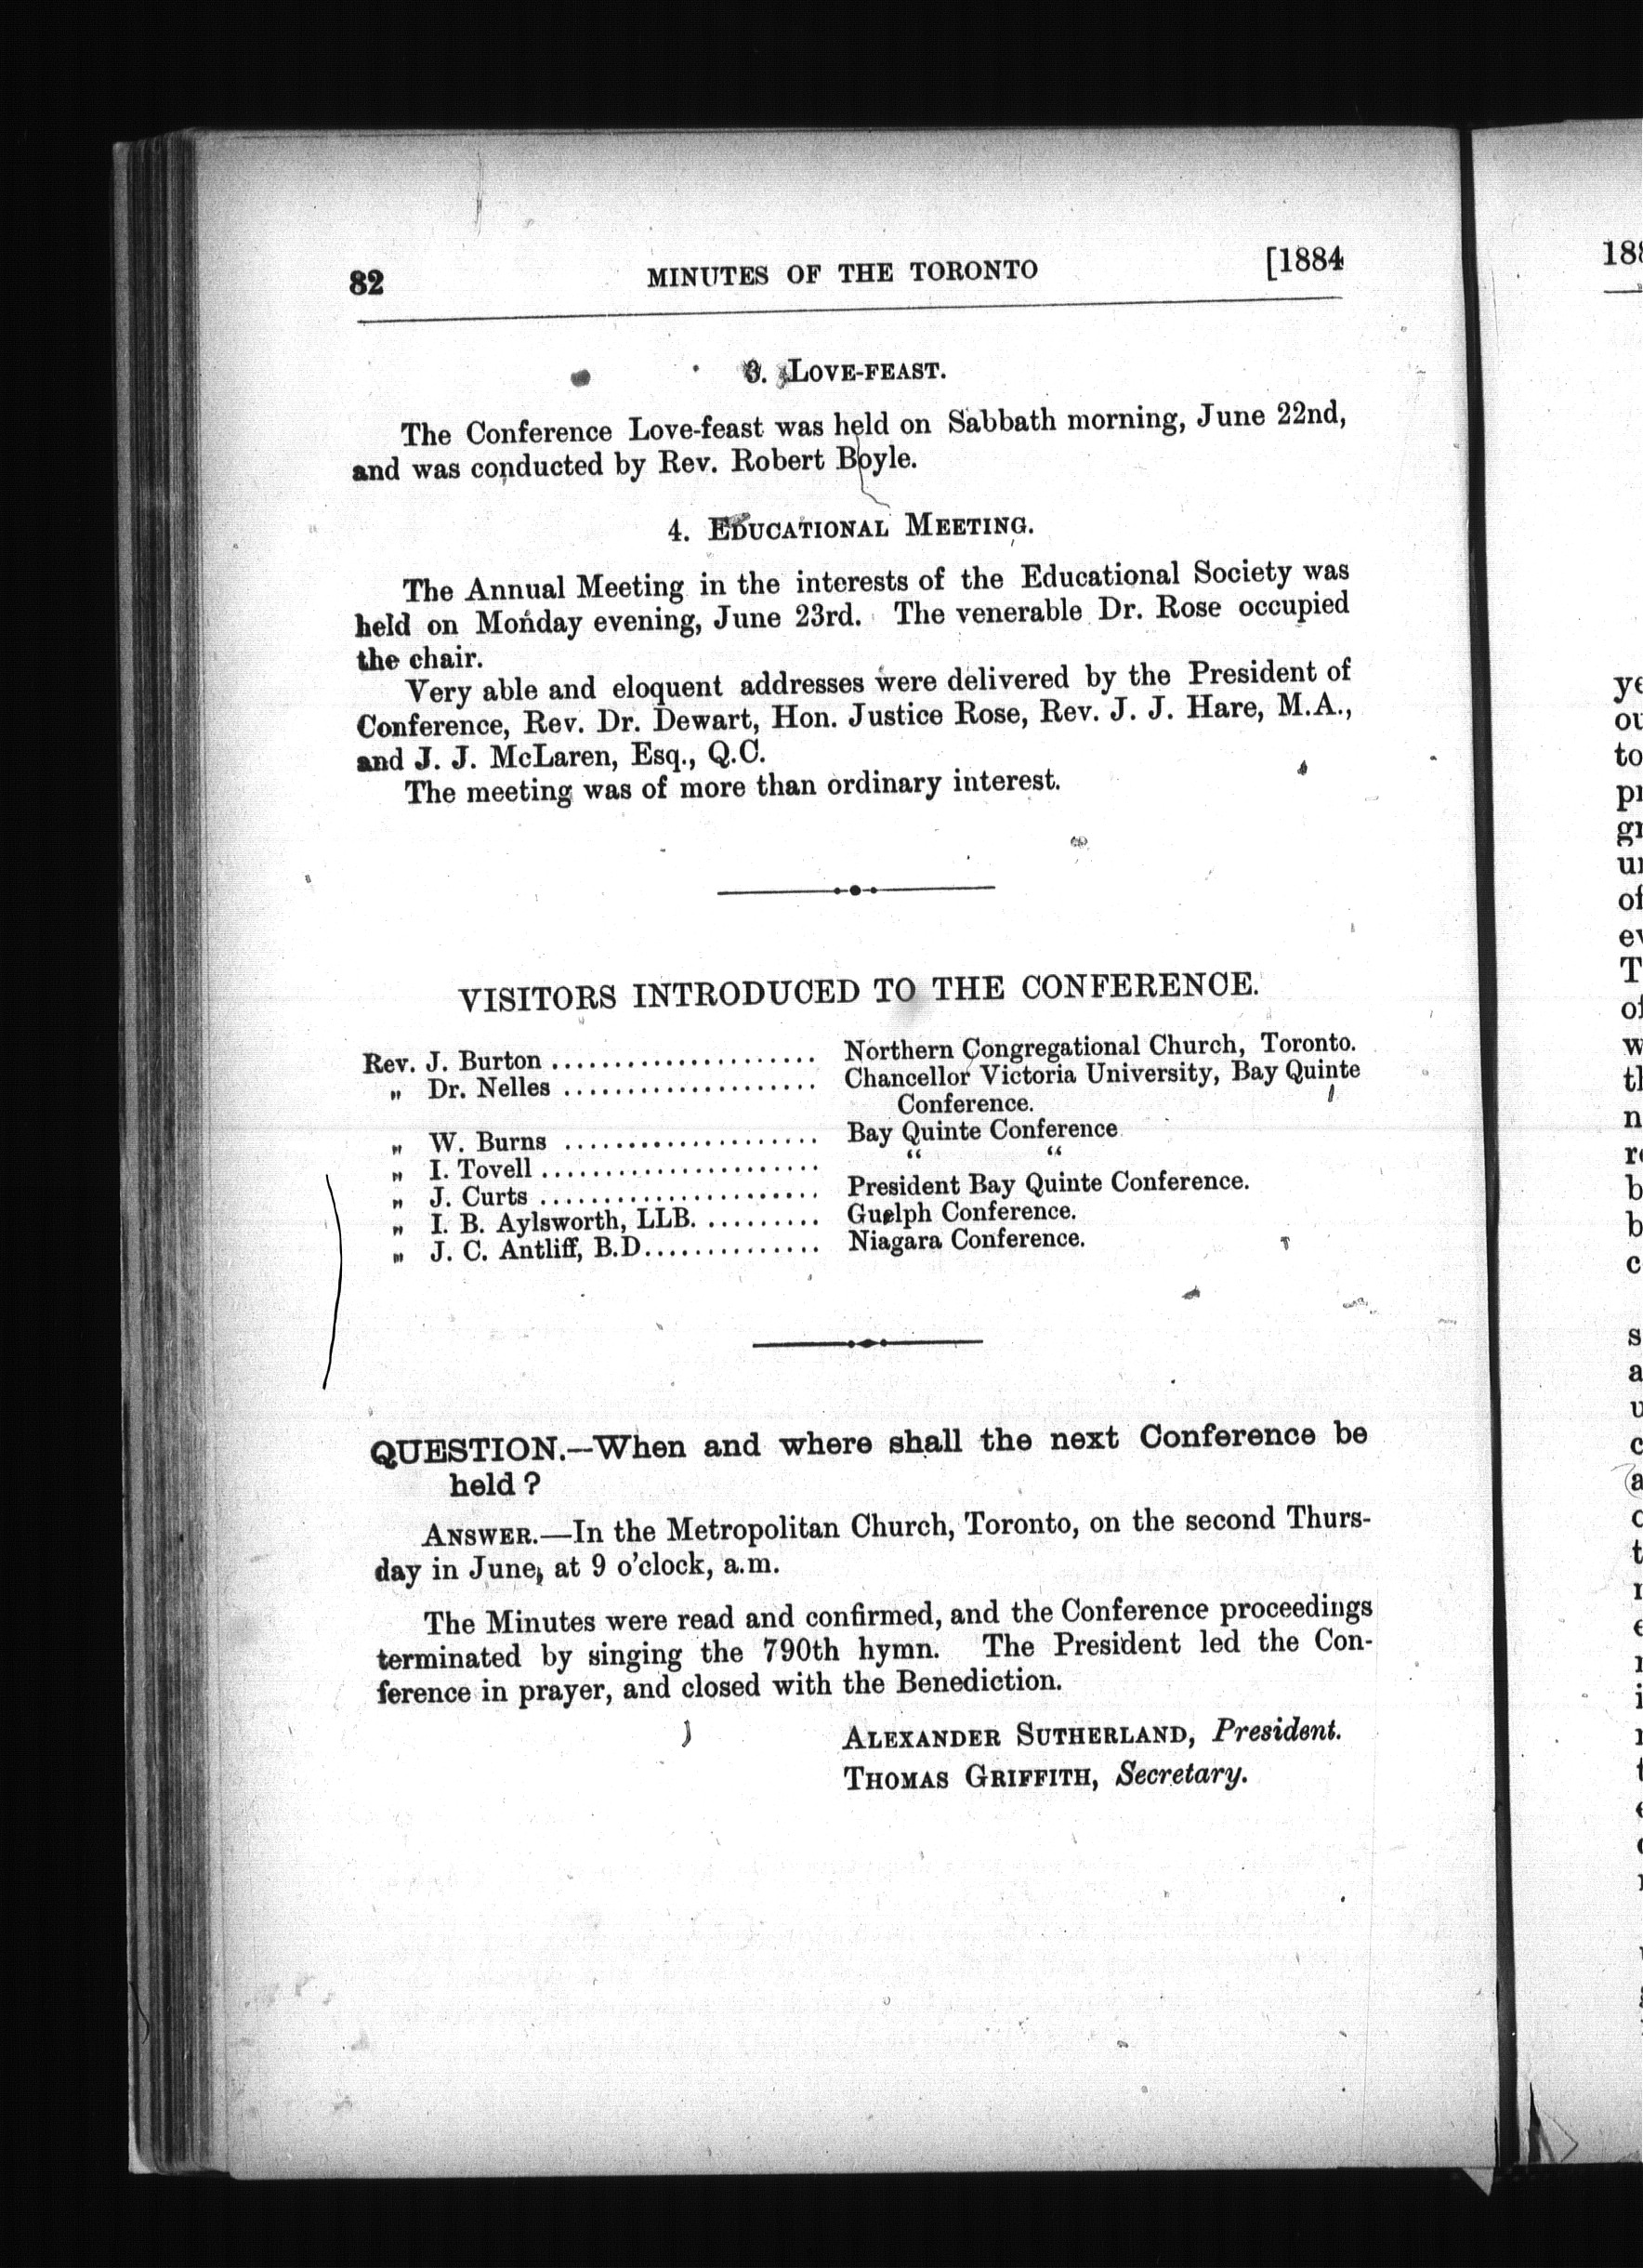 82 MINUTES OF THE TORONTO [1884
3. LOVE-FEAST.
The Conference Love-feast was held on Sabbath morning, June 22nd,
and was conducted by Rev. Robert Boyle.
4. EDUCATIONAL MEETING.
The Annual Meeting in the interests of the Educational Society was
held on Monday evening, June 23rd. The venerable Dr. Rose occupied
the chair.
Very able and eloquent addresses were delivered by the President of
Conference, Rev. Dr. Dewart, Hon. Justice Rose, Rev. J. J. Hare, M.A.,
and J. J. McLaren, Esq., Q.C.
The meeting was of more than ordinary interest.
VISITORS INTRODUCED TO THE CONFERENCE.
Rev. J. Burton ..................... Northern Congregational Church, Toronto.
„ Dr. Nelles .................... Chancellor Victoria University, Bay Quinte
Conference.
„ W. Burns .................... Bay Quinte Conference
„ I. Tovell ...................... “ “
„ J. Curts ...................... President Bay Quinte Conference.
„ I. B. Aylsworth, LLB. ......... Guelph Conference.
„ J. C. Antliff, B.D.............. Niagara Conference.
QUESTION.—When and where shall the next Conference be
held?
ANSWER.—In the Metropolitan Church, Toronto, on the second Thurs-
day in June, at 9 o'clock, a.m.
The Minutes were read and confirmed, and the Conference proceedings
terminated by singing the 790th hymn. The President led the Con-
ference in prayer, and closed with the Benediction.
ALEXANDER SUTHERLAND, President.
THOMAS GRIFFITH, Secretary.